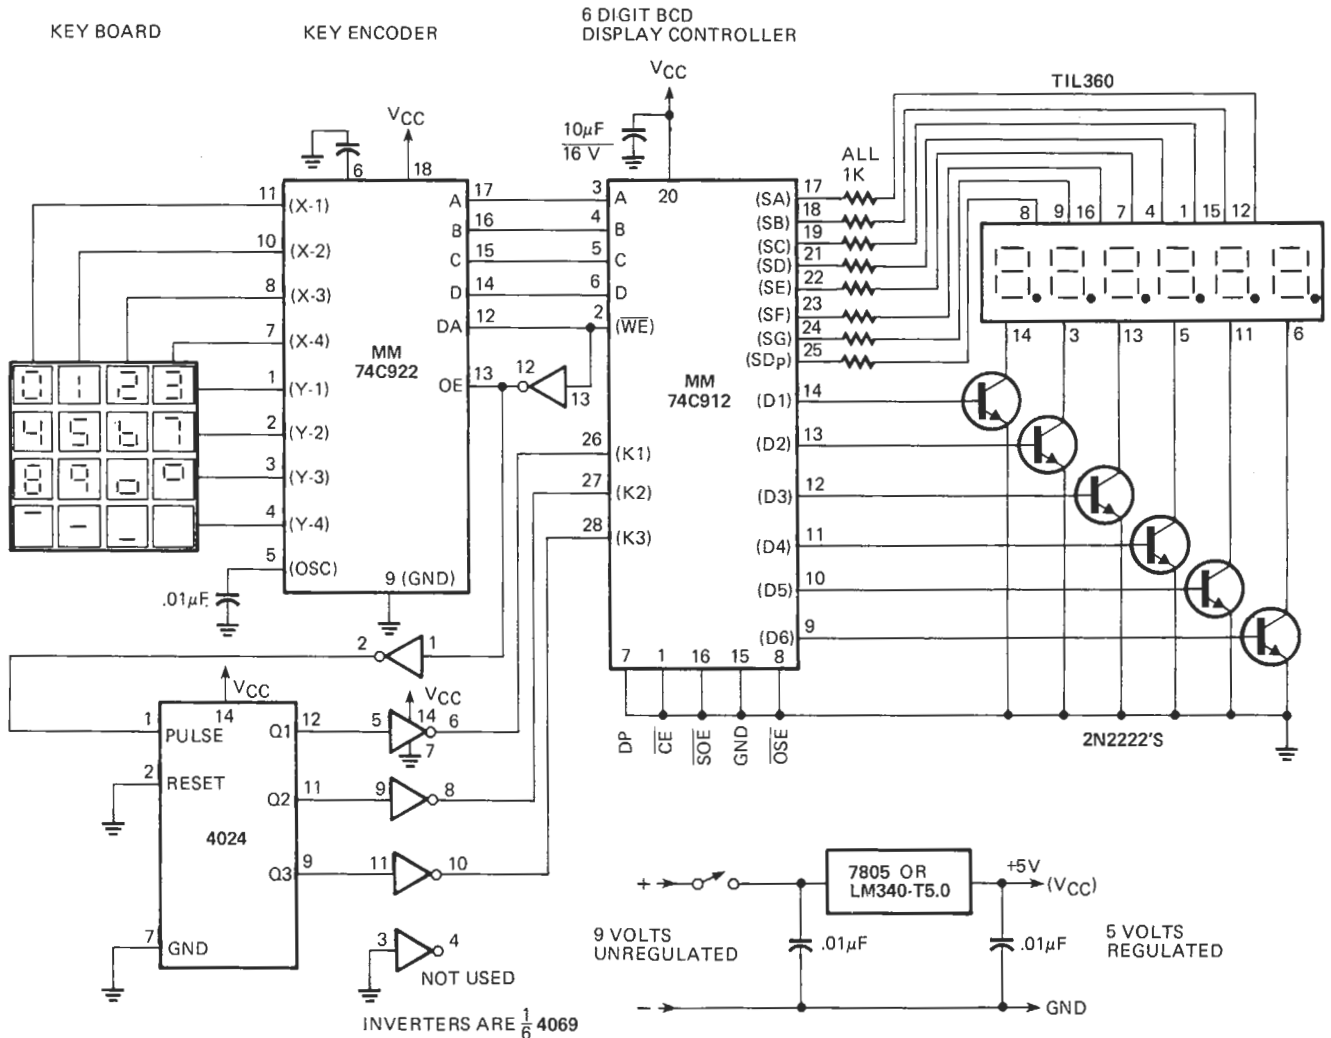 KEY BOARD
KEY ENCODER
6 DIGIT BCD
DISPLAY CONTROLLER
VCC
VCC
10µF
16 V
TIL360
ALL
1K
6
18
20
11 (X-1)
10 (X-2)
8 (X-3)
7 (X-4)
1 (Y-1)
2 (Y-2)
3 (Y-3)
4 (Y-4)
5 (OSC)
9 (GND)
.01µF
MM
74C922
A 17
B 16
C 15
D 14
DA 12
OE 13
12
13
3 A
4 B
5 C
6 D
2 (WE)
26 (K1)
27 (K2)
28 (K3)
MM
74C912
(SA) 17
(SB) 18
(SC) 19
(SD) 21
(SE) 22
(SF) 23
(SG) 24
(SDp) 25
(D1) 14
(D2) 13
(D3) 12
(D4) 11
(D5) 10
(D6) 9
8 9 16 7 4 1 15 12
14 3 13 5 11 6
0 1 2 3
4 5 6 7
8 9
7 1 16 15 8
DP
CE
SOE
GND
OSE
2N2222'S
2 1
VCC
14
1 PULSE
2 RESET
7 GND
4024
Q1 12
Q2 11
Q3 9
VCC
5 14 6
7
9 8
11 10
3 4
NOT USED
INVERTERS ARE 1/6 4069
+
7805 OR
LM340-T5.0
+5V
(VCC)
9 VOLTS
UNREGULATED
.01µF
.01µF
5 VOLTS
REGULATED
−
GND